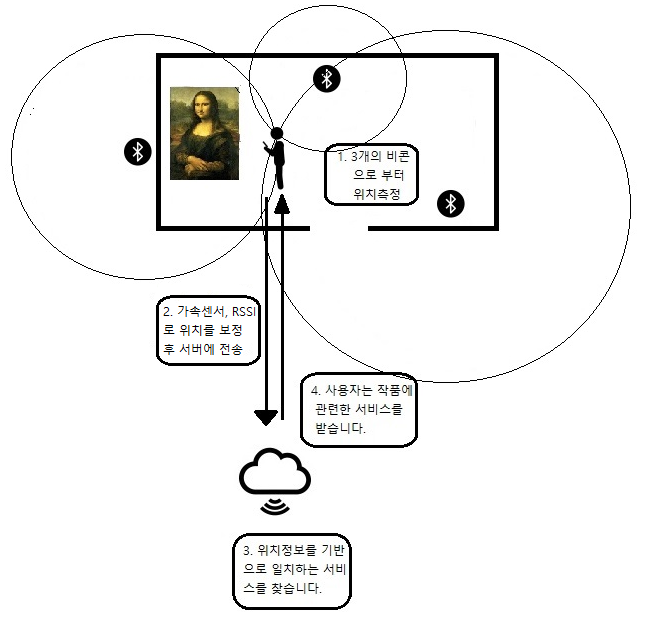 1. 3개의 비콘
으로 부터
위치측정
2. 가속센서, RSSI
로 위치를 보정
후 서버에 전송
4. 사용자는 작품에
관련한 서비스를
받습니다.
3. 위치정보를 기반
으로 일치하는 서비
스를 찾습니다.